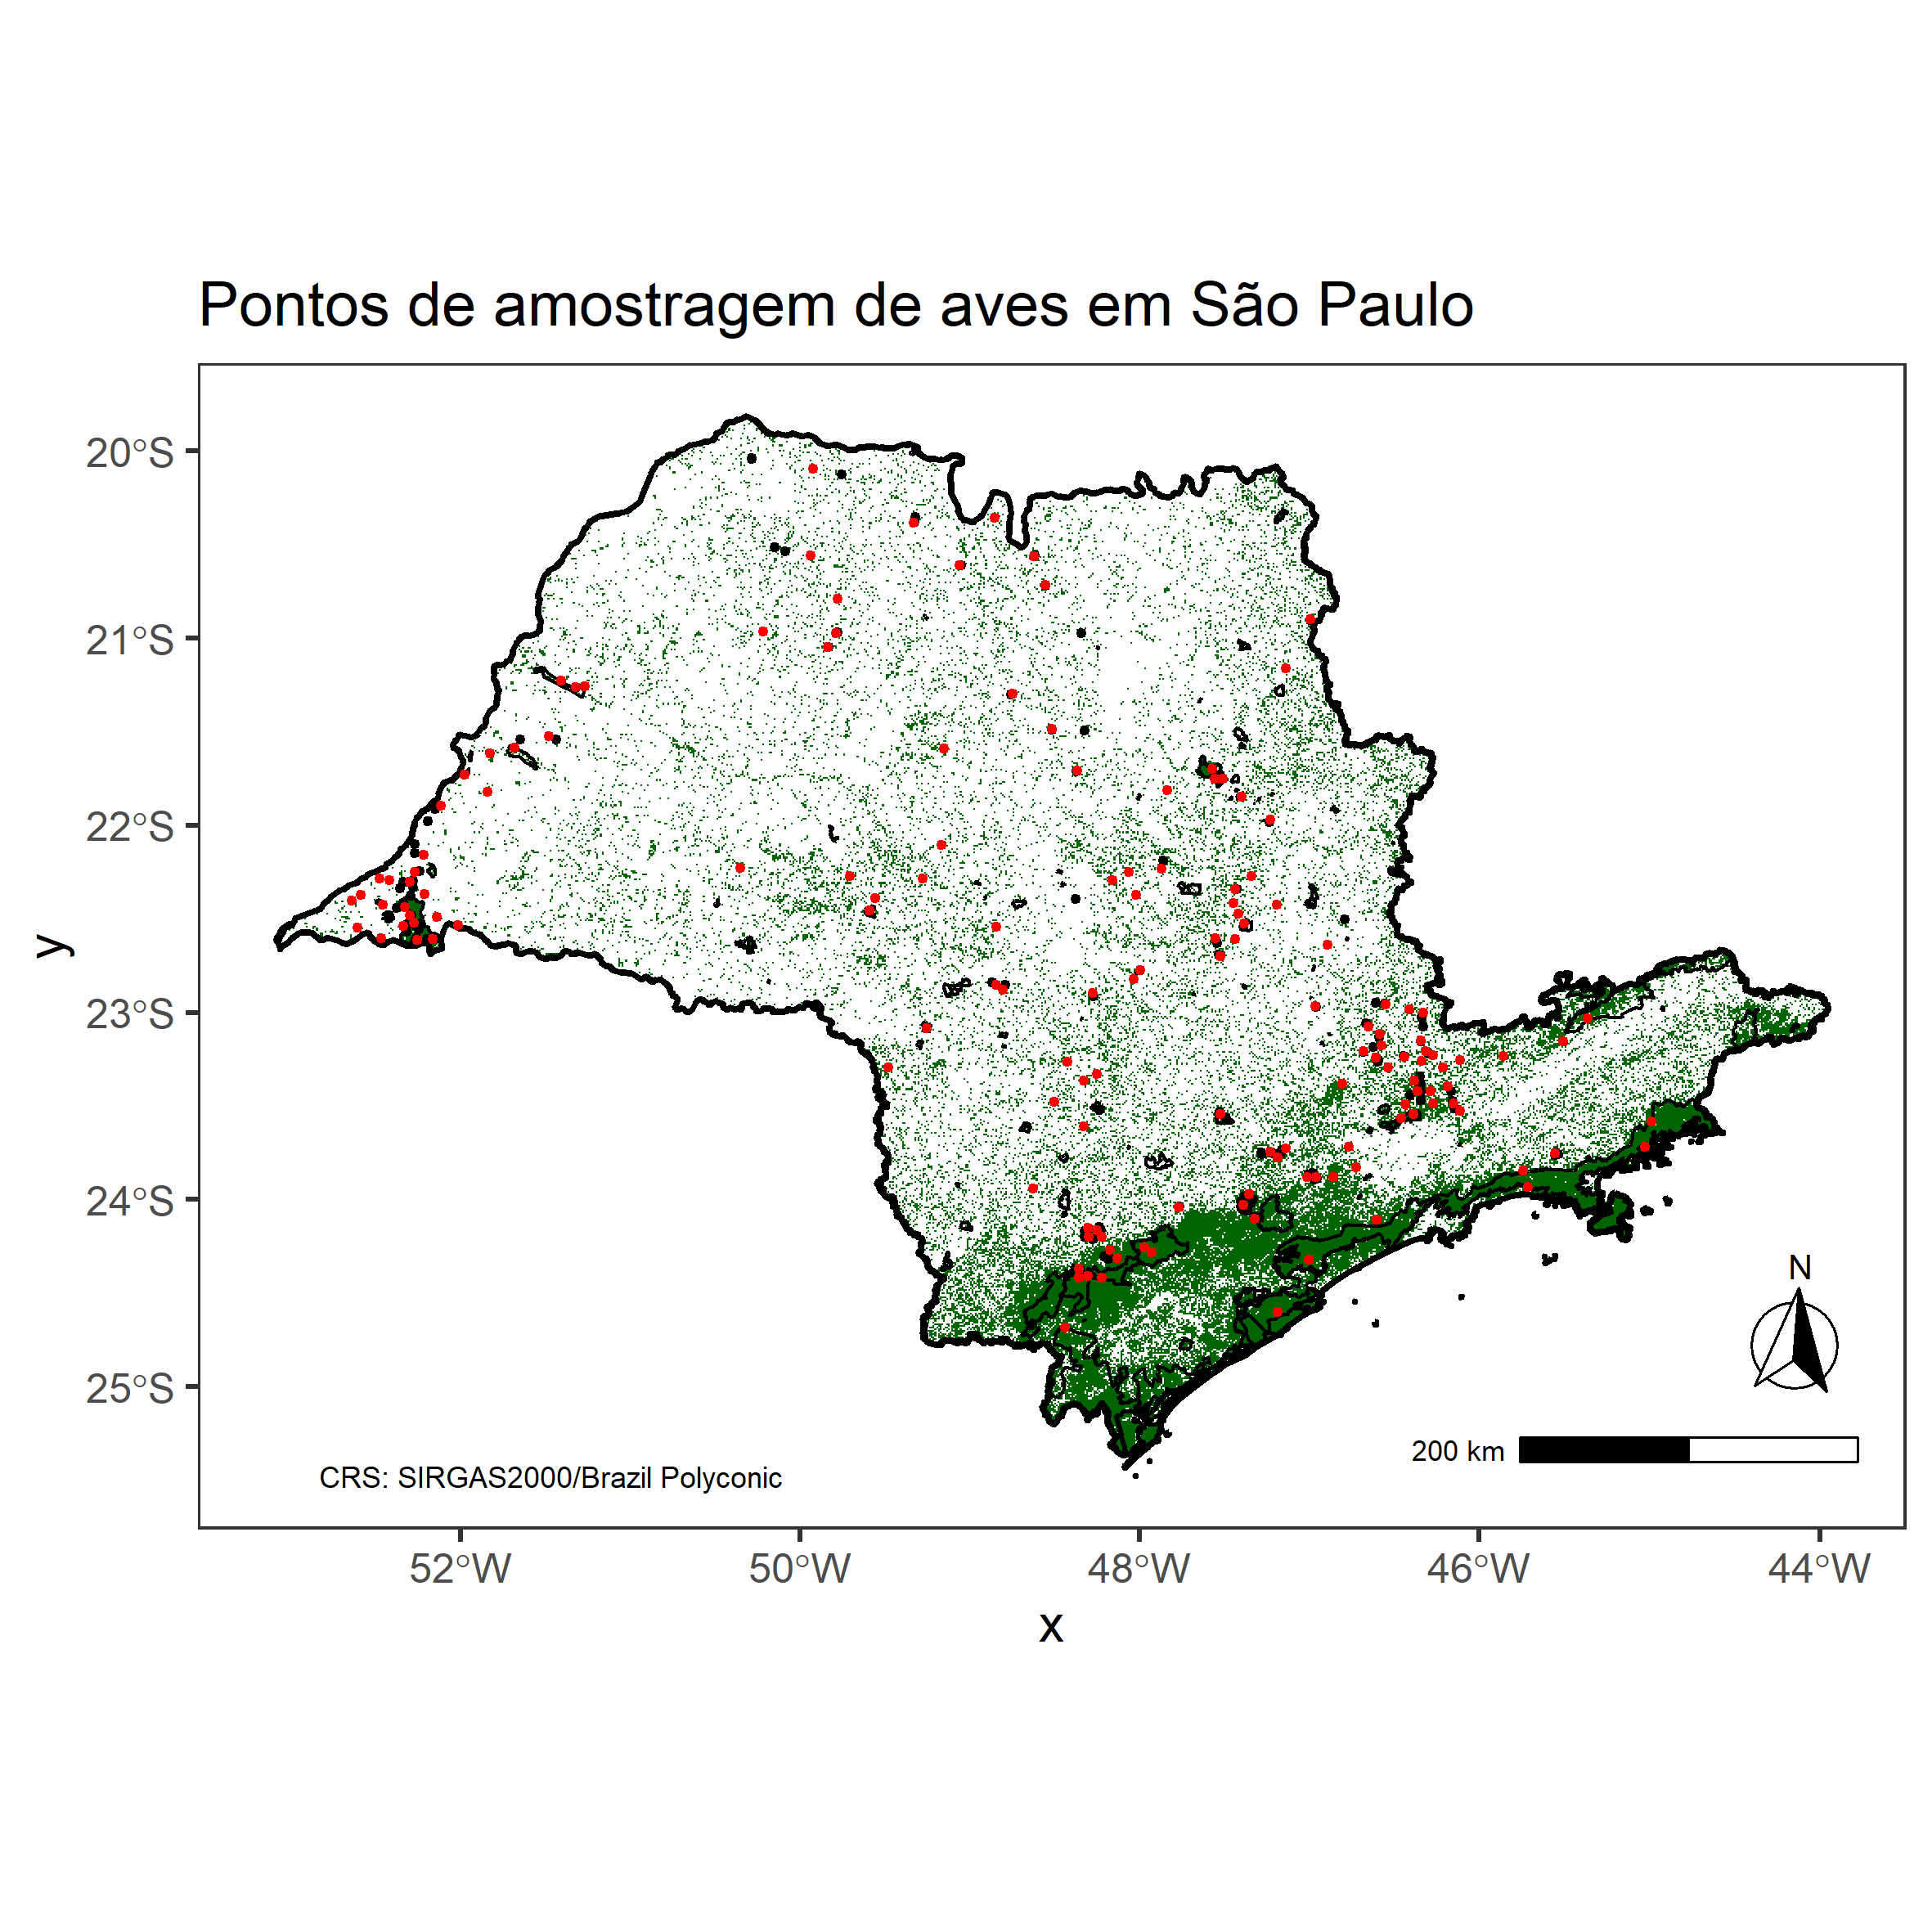 Pontos de amostragem de aves em São Paulo
20°S
21°S
22°S
23°S
24°S
25°S
y
N
200 km
CRS: SIRGAS2000/Brazil Polyconic
52°W 50°W 48°W 46°W 44°W
x